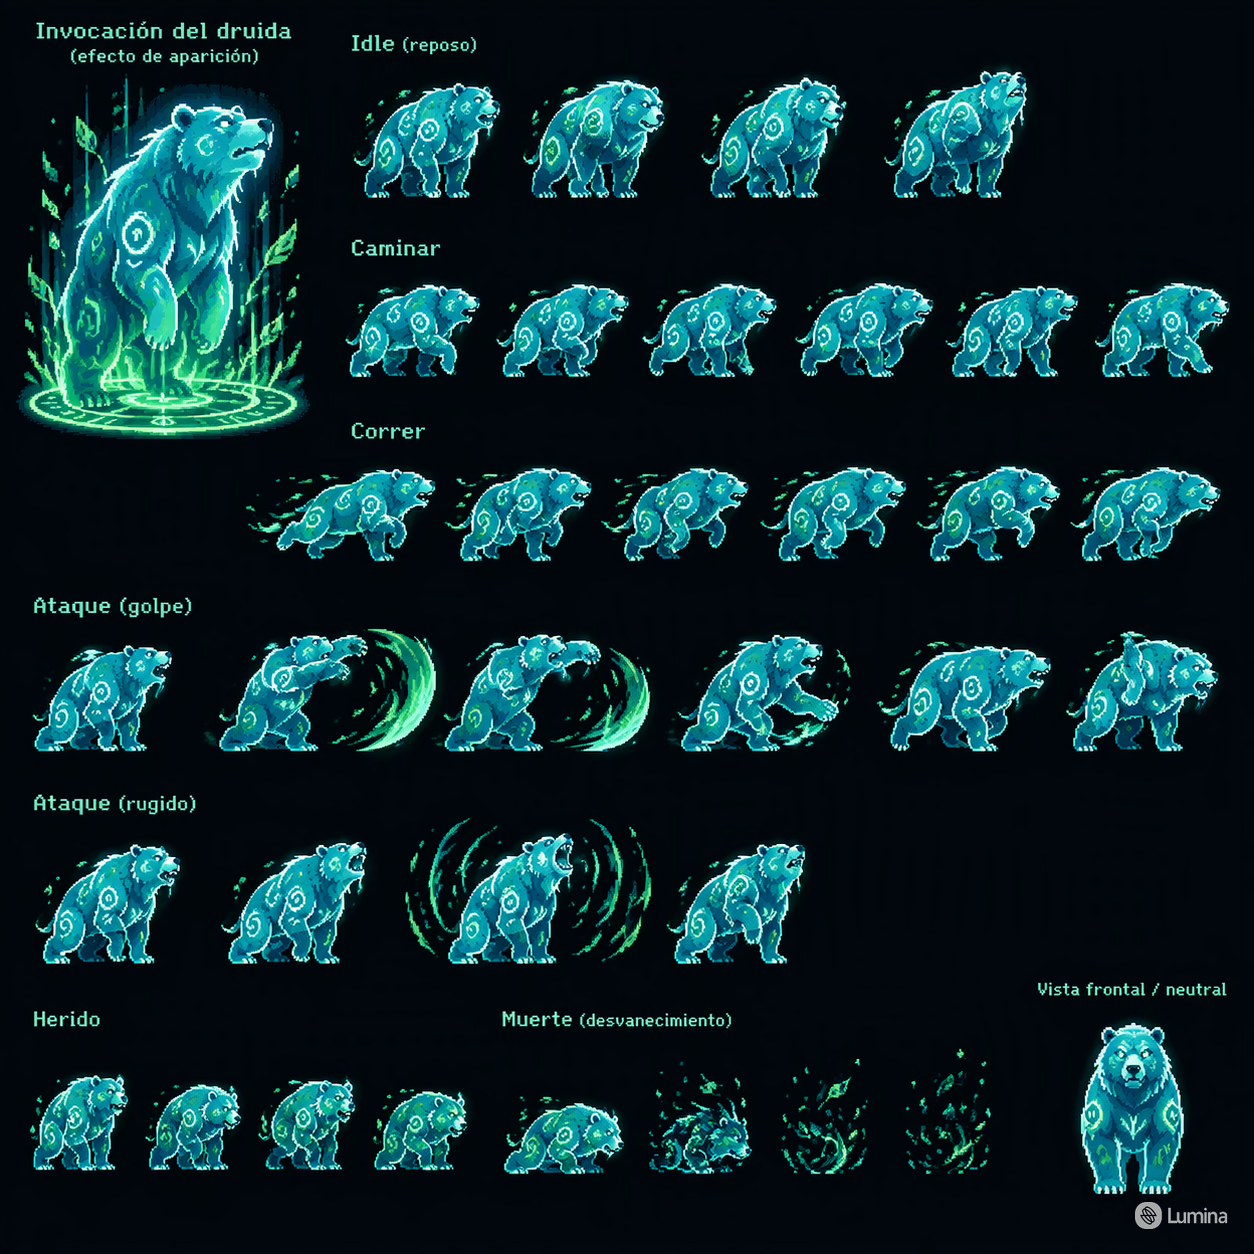 Invocación del druida
(efecto de aparición)
Idle (reposo)
Caminar
Correr
Ataque (golpe)
Ataque (rugido)
Vista frontal / neutral
Herido
Muerte (desvanecimiento)
Lumina